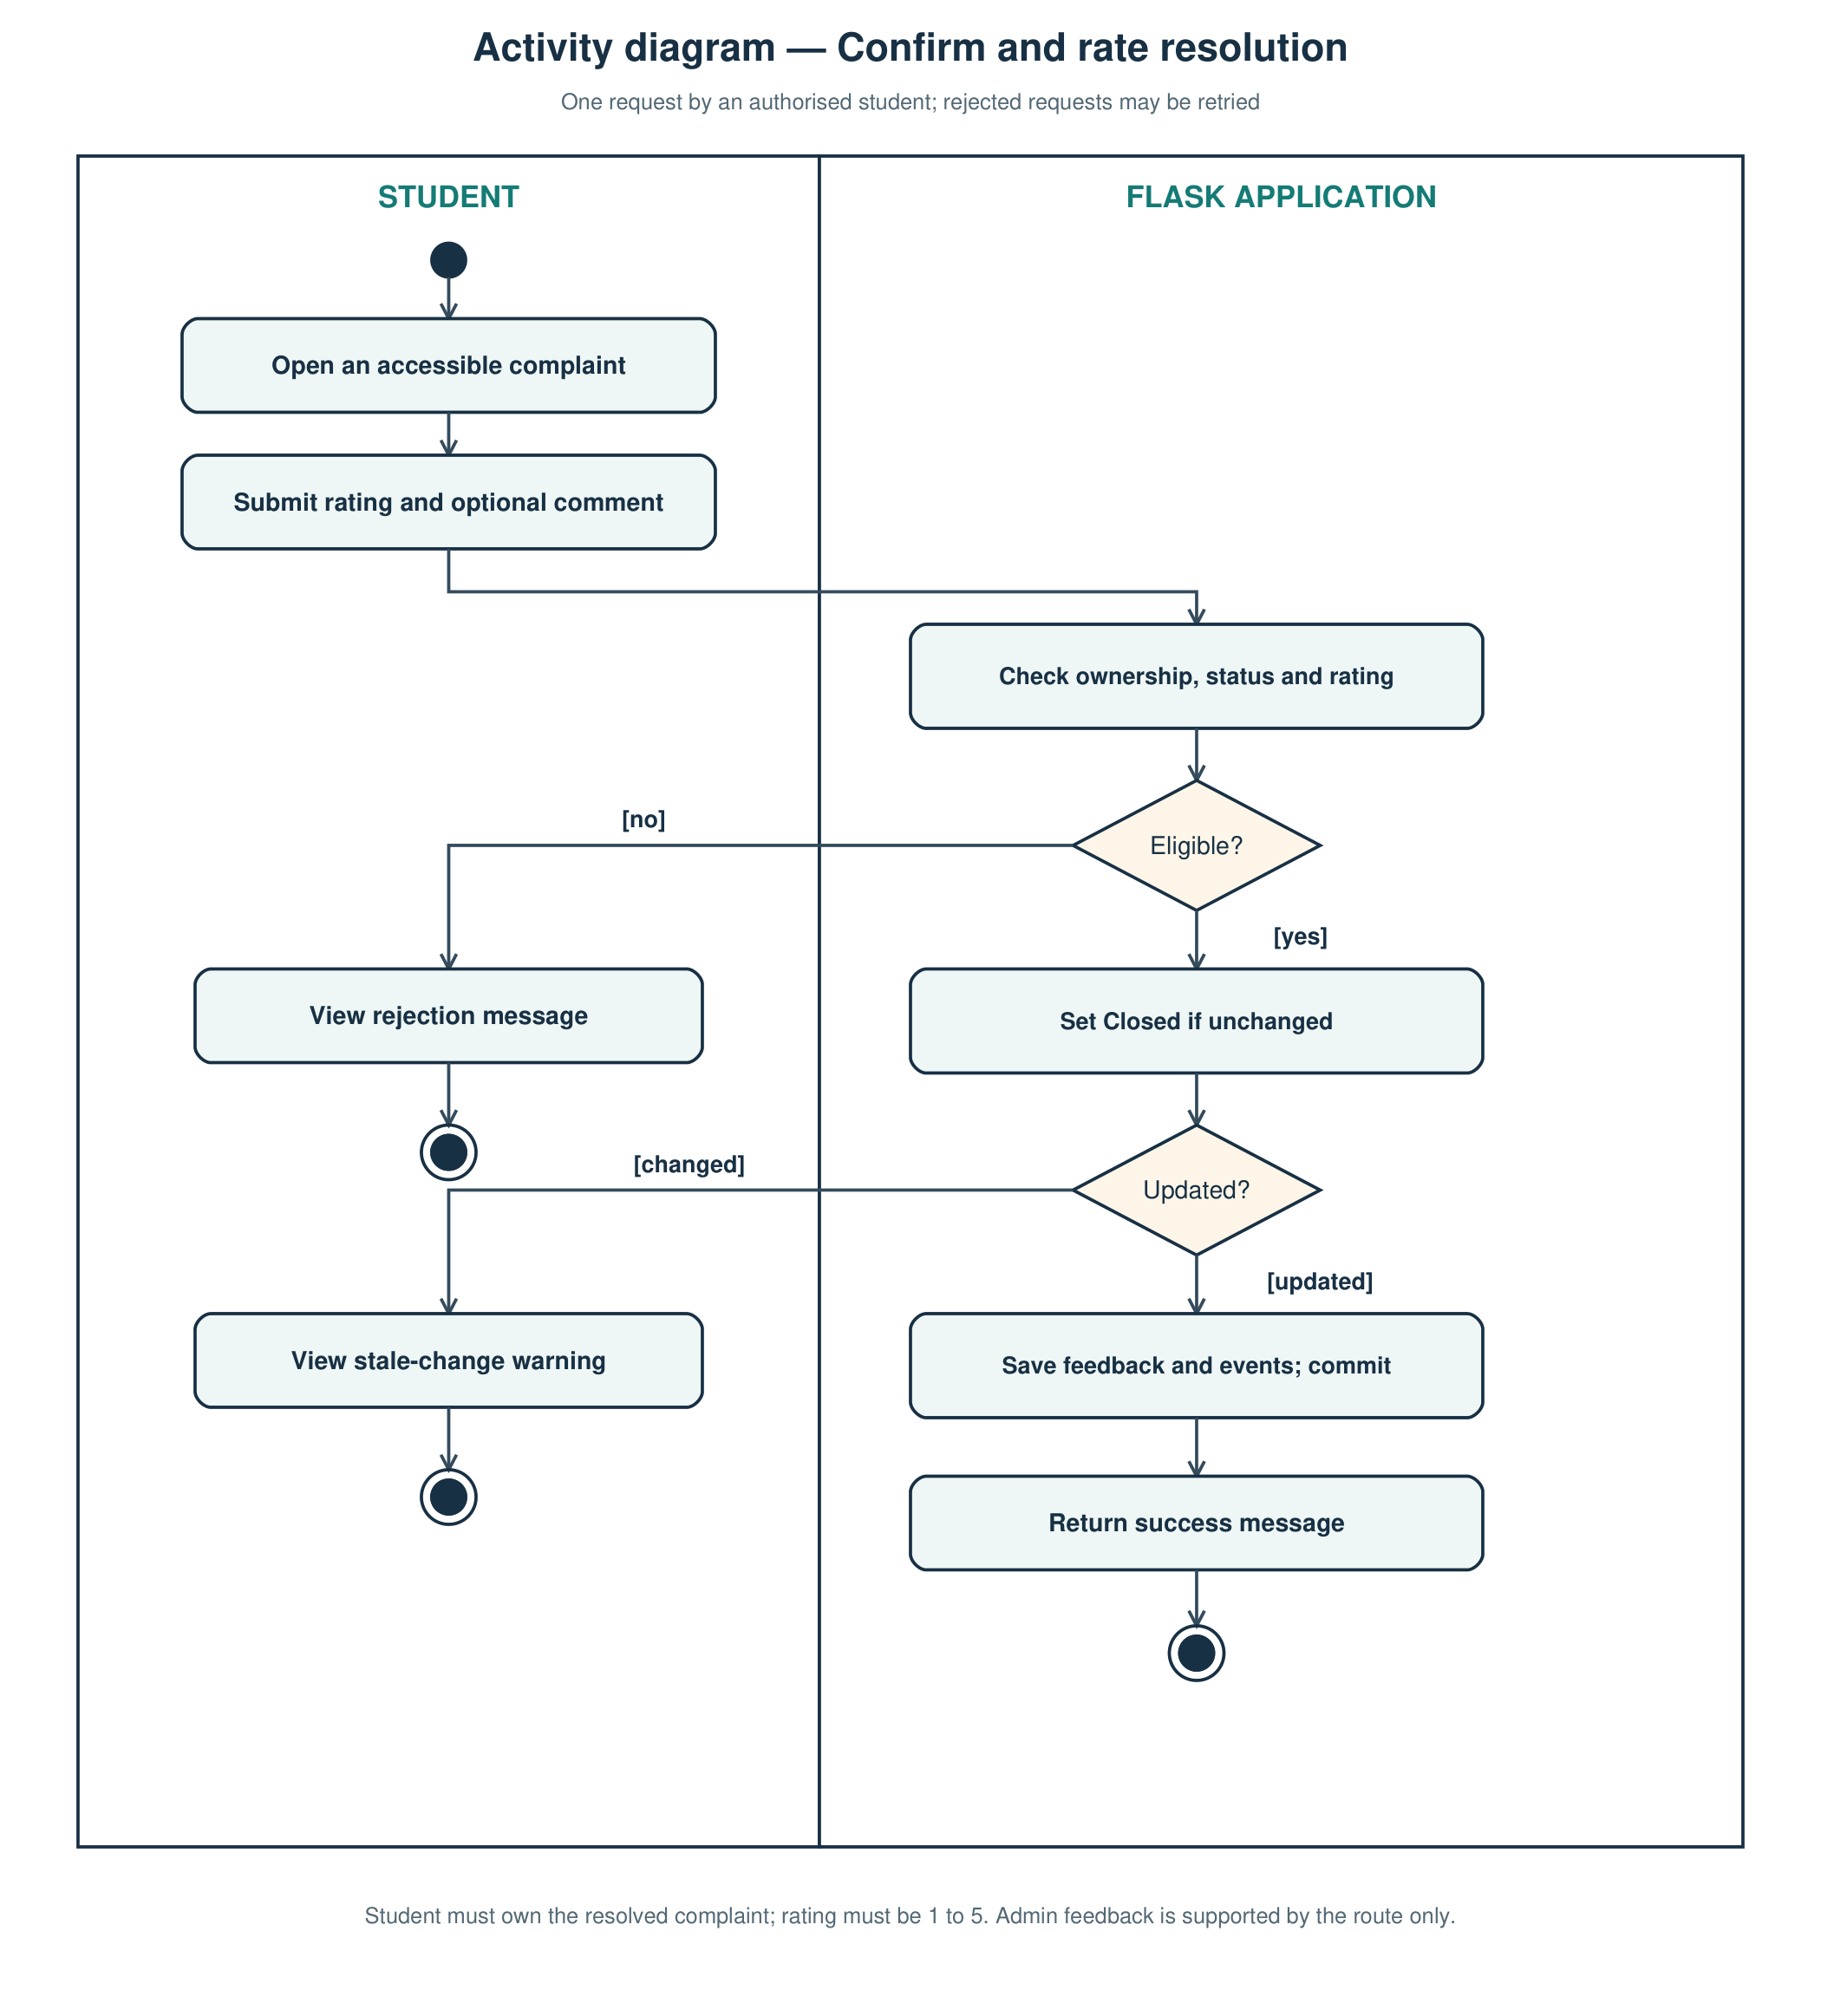 Activity diagram — Confirm and rate resolution
One request by an authorised student; rejected requests may be retried
STUDENT
FLASK APPLICATION
Open an accessible complaint
Submit rating and optional comment
Check ownership, status and rating
Eligible?
[no]
[yes]
View rejection message
Set Closed if unchanged
Updated?
[changed]
[updated]
View stale-change warning
Save feedback and events; commit
Return success message
Student must own the resolved complaint; rating must be 1 to 5. Admin feedback is supported by the route only.